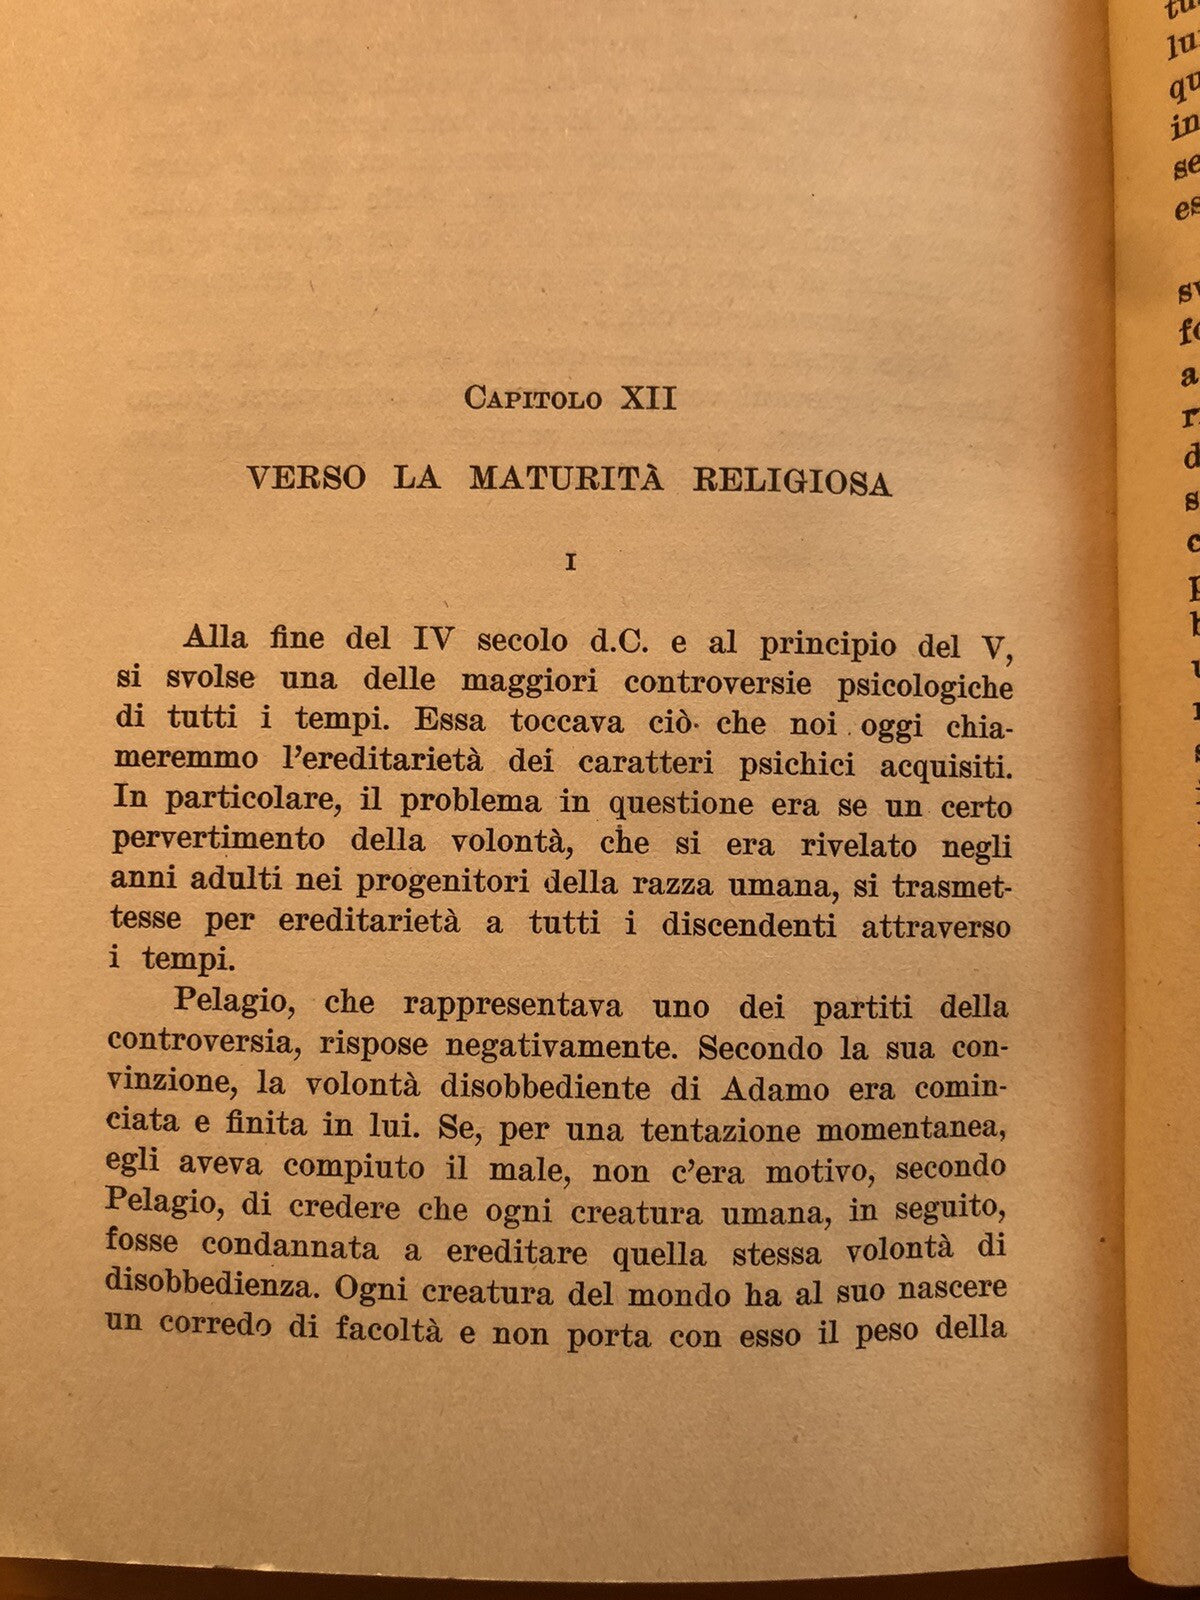 CAPITOLO XII
VERSO LA MATURITÀ RELIGIOSA
I
Alla fine del IV secolo d.C. e al principio del V,
si svolse una delle maggiori controversie psicologiche
di tutti i tempi. Essa toccava ciò che noi oggi chia-
meremmo l'ereditarietà dei caratteri psichici acquisiti.
In particolare, il problema in questione era se un certo
pervertimento della volontà, che si era rivelato negli
anni adulti nei progenitori della razza umana, si trasmet-
tesse per ereditarietà a tutti i discendenti attraverso
i tempi.
Pelagio, che rappresentava uno dei partiti della
controversia, rispose negativamente. Secondo la sua con-
vinzione, la volontà disobbediente di Adamo era comin-
ciata e finita in lui. Se, per una tentazione momentanea,
egli aveva compiuto il male, non c'era motivo, secondo
Pelagio, di credere che ogni creatura umana, in seguito,
fosse condannata a ereditare quella stessa volontà di
disobbedienza. Ogni creatura del mondo ha al suo nascere
un corredo di facoltà e non porta con esso il peso della